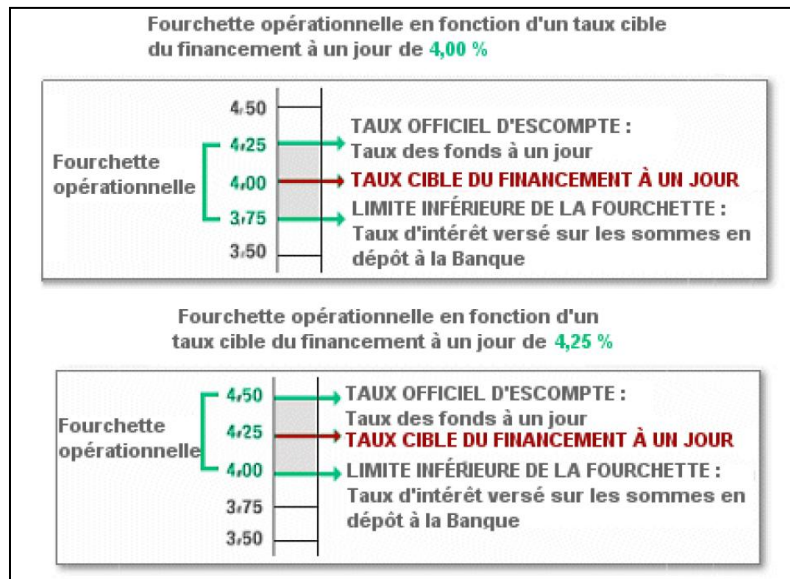 Fourchette opérationnelle en fonction d'un taux cible
du financement à un jour de 4,00 %
4,50
TAUX OFFICIEL D'ESCOMPTE :
4,25
Taux des fonds à un jour
Fourchette
opérationnelle
4,00
TAUX CIBLE DU FINANCEMENT À UN JOUR
3,75
LIMITE INFÉRIEURE DE LA FOURCHETTE :
Taux d'intérêt versé sur les sommes en
3,50
dépôt à la Banque
Fourchette opérationnelle en fonction d'un
taux cible du financement à un jour de 4,25 %
4,50
TAUX OFFICIEL D'ESCOMPTE :
Taux des fonds à un jour
Fourchette
opérationnelle
4,25
TAUX CIBLE DU FINANCEMENT À UN JOUR
4,00
LIMITE INFÉRIEURE DE LA FOURCHETTE :
Taux d'intérêt versé sur les sommes en
3,75
dépôt à la Banque
3,50